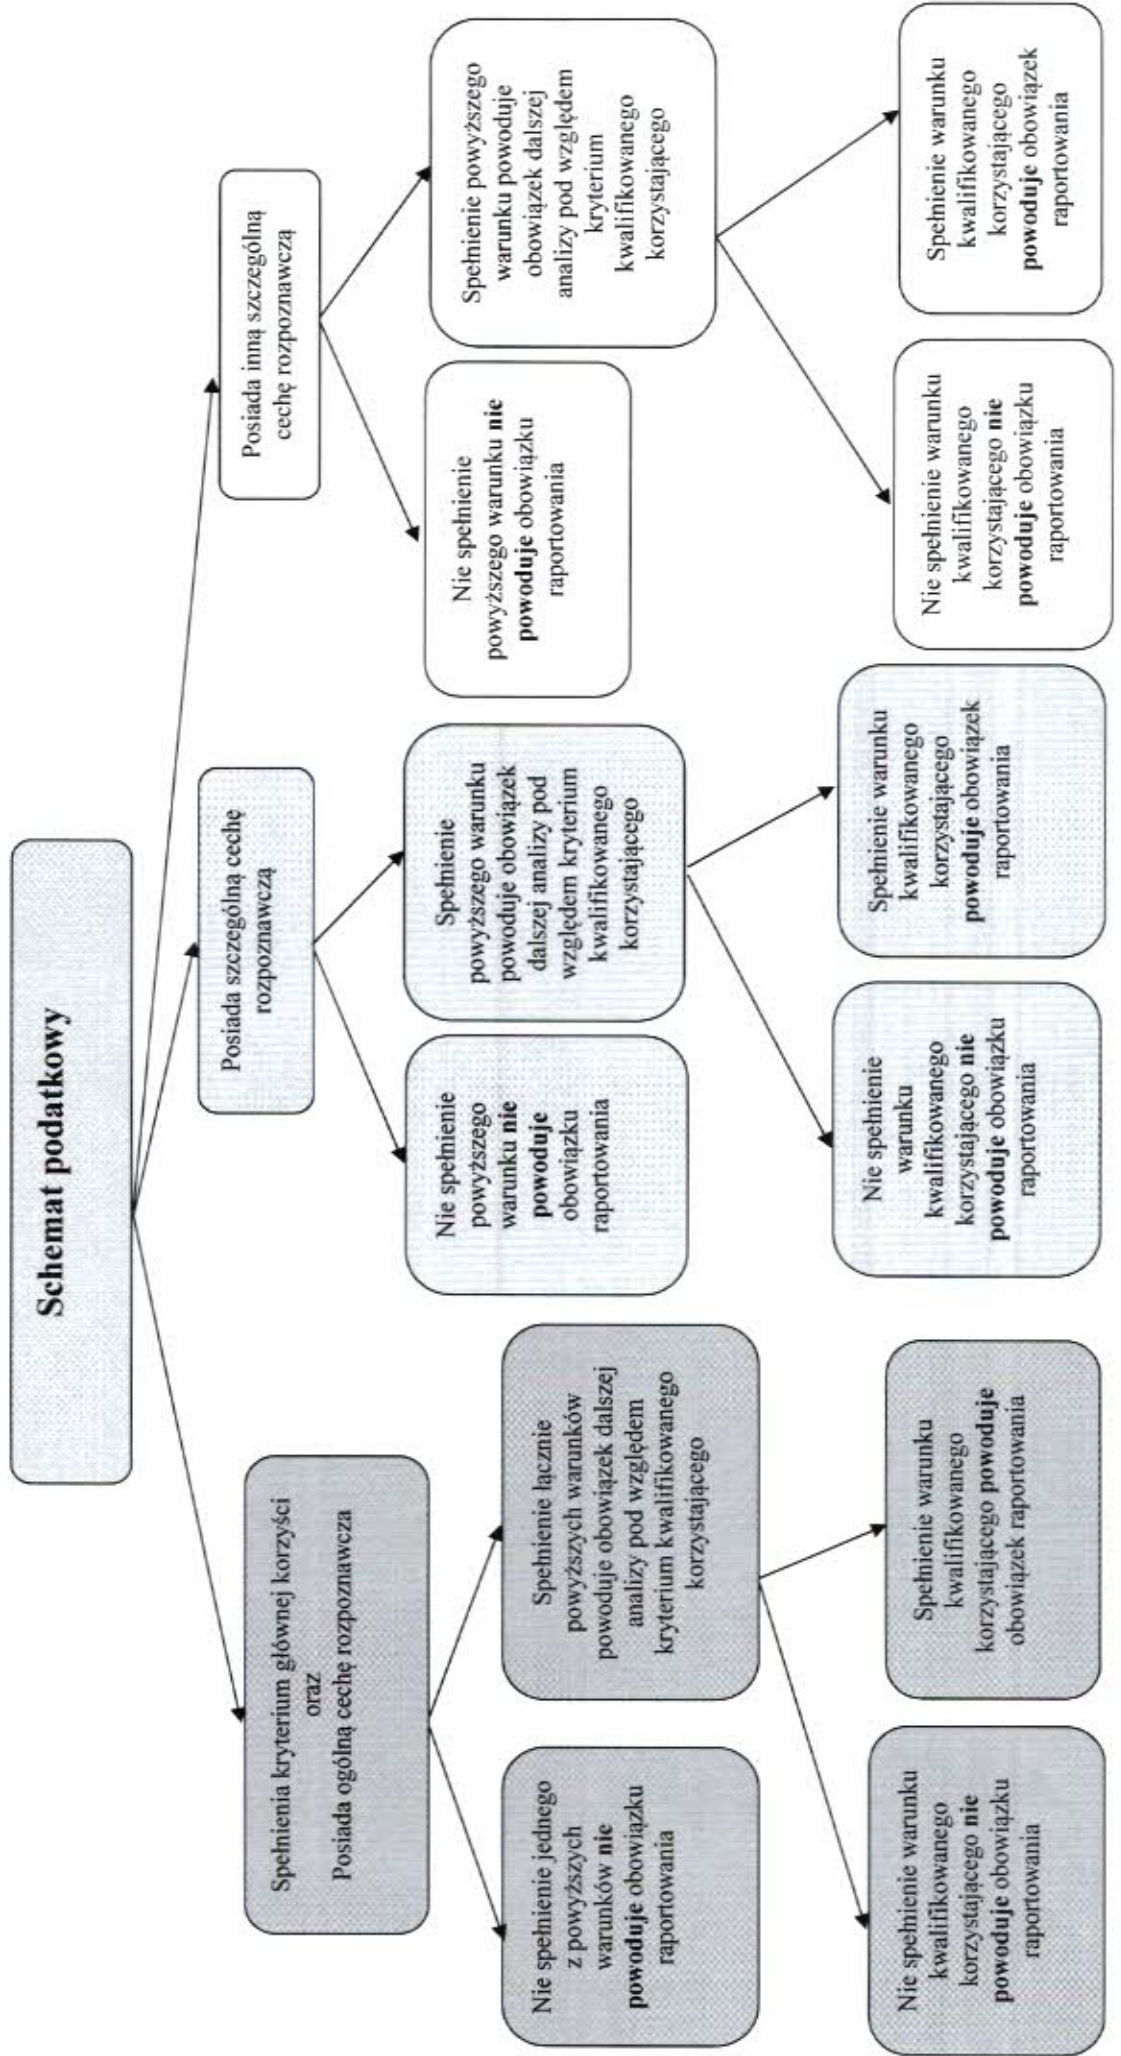 Schemat podatkowy
Spełnienia kryterium głównej korzyści
oraz
Posiada ogólną cechę rozpoznawcza
Posiada szczególną cechę
rozpoznawczą
Posiada inną szczególną
cechę rozpoznawczą
Nie spełnienie jednego
z powyższych
warunków nie
powoduje obowiązku
raportowania
Spełnienie łącznie
powyższych warunków
powoduje obowiązek dalszej
analizy pod względem
kryterium kwalifikowanego
korzystającego
Nie spełnienie
powyższego
warunku nie
powoduje
obowiązku
raportowania
Spełnienie
powyższego warunku
powoduje obowiązek
dalszej analizy pod
względem kryterium
kwalifikowanego
korzystającego
Nie spełnienie
powyższego warunku nie
powoduje obowiązku
raportowania
Spełnienie powyższego
warunku powoduje
obowiązek dalszej
analizy pod względem
kryterium
kwalifikowanego
korzystającego
Nie spełnienie warunku
kwalifikowanego
korzystającego nie
powoduje obowiązku
raportowania
Spełnienie warunku
kwalifikowanego
korzystającego powoduje
obowiązek raportowania
Nie spełnienie
warunku
kwalifikowanego
korzystającego nie
powoduje obowiązku
raportowania
Spełnienie warunku
kwalifikowanego
korzystającego
powoduje obowiązek
raportowania
Nie spełnienie warunku
kwalifikowanego
korzystającego nie
powoduje obowiązku
raportowania
Spełnienie warunku
kwalifikowanego
korzystającego
powoduje obowiązek
raportowania